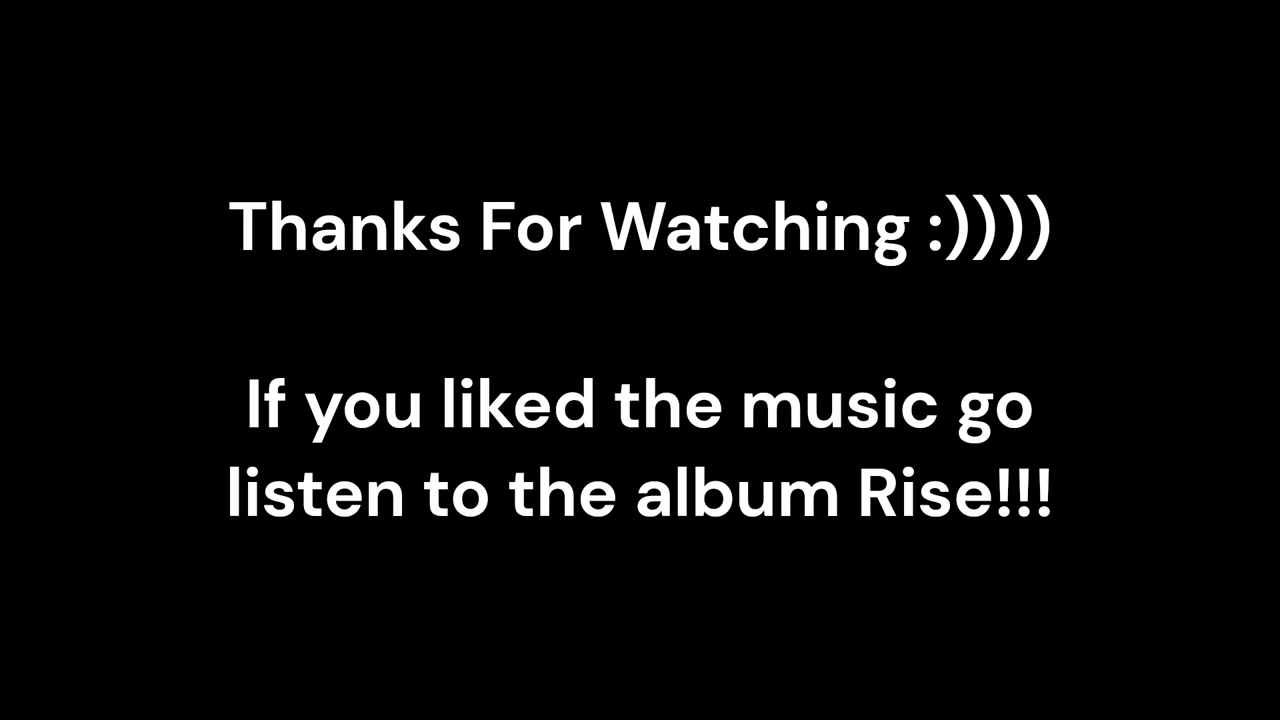 Thanks For Watching :))))
If you liked the music go
listen to the album Rise!!!